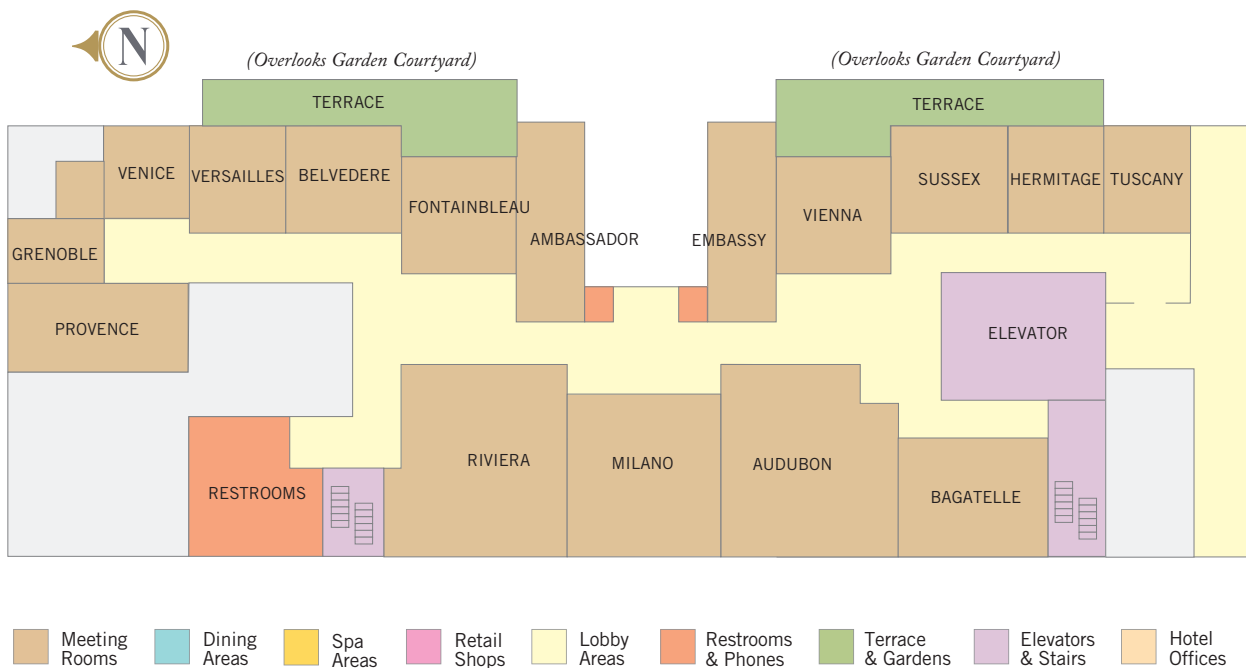 N
(Overlooks Garden Courtyard)
(Overlooks Garden Courtyard)
TERRACE
TERRACE
VENICE
VERSAILLES
BELVEDERE
FONTAINBLEAU
AMBASSADOR
EMBASSY
VIENNA
SUSSEX
HERMITAGE
TUSCANY
GRENOBLE
PROVENCE
ELEVATOR
RESTROOMS
RIVIERA
MILANO
AUDUBON
BAGATELLE
Meeting
Rooms
Dining
Areas
Spa
Areas
Retail
Shops
Lobby
Areas
Restrooms
& Phones
Terrace
& Gardens
Elevators
& Stairs
Hotel
Offices